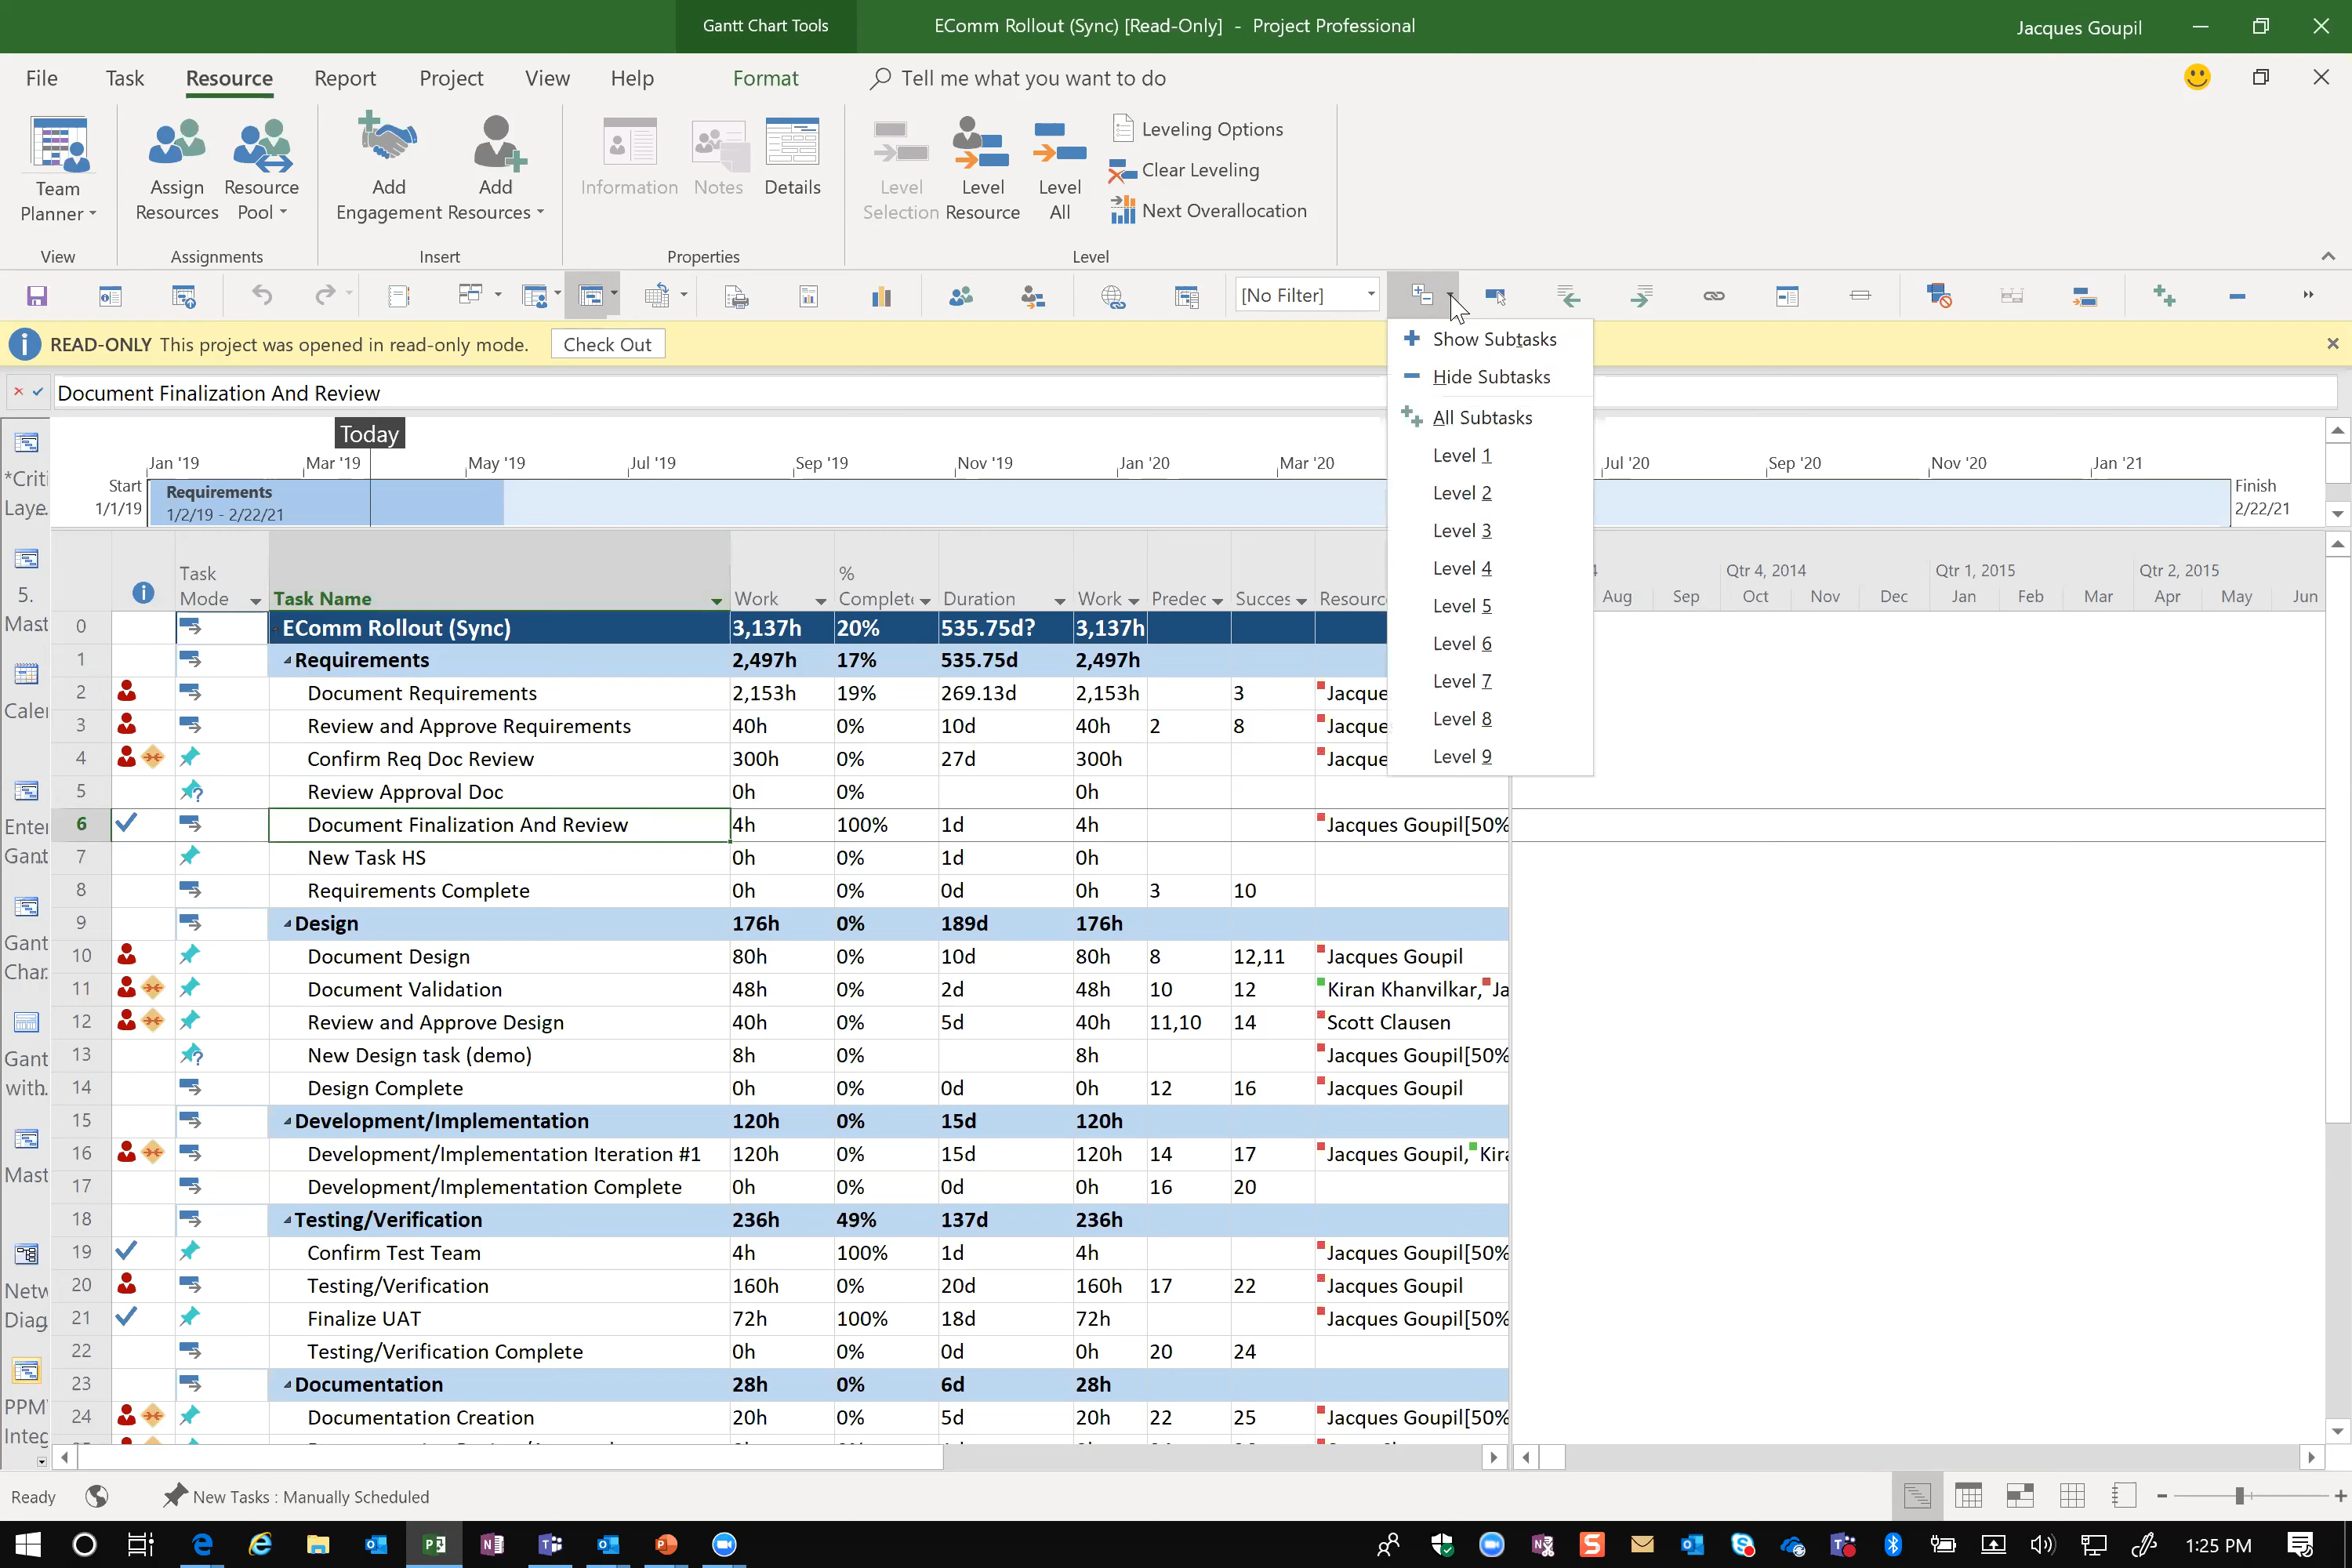 Gantt Chart Tools
EComm Rollout (Sync) [Read-Only] - Project Professional
Jacques Goupil
File Task Resource Report Project View Help Format Tell me what you want to do
Team Planner
Assign Resources
Resource Pool
Add Engagement
Add Resources
Information
Notes
Details
Level Selection
Level Resource
Level All
Leveling Options
Clear Leveling
Next Overallocation
View Assignments Insert Properties Level
[No Filter]
READ-ONLY This project was opened in read-only mode. Check Out
Document Finalization And Review
Show Subtasks
Hide Subtasks
All Subtasks
Level 1
Level 2
Level 3
Level 4
Level 5
Level 6
Level 7
Level 8
Level 9
Today
Jan '19 Mar '19 May '19 Jul '19 Sep '19 Nov '19 Jan '20 Mar '20 Jul '20 Sep '20 Nov '20 Jan '21
Start
1/1/19
Requirements
1/2/19 - 2/22/21
Finish
2/22/21
*Criti
Laye.
5.
Mast
Caler
Enter
Gant
Gant
Char.
Gant
with.
Mast
Netw
Diag
PPM
Integ
Task Mode Task Name Work % Complete Duration Work Predec Succes Resourc
Qtr 4, 2014 Qtr 1, 2015 Qtr 2, 2015
Aug Sep Oct Nov Dec Jan Feb Mar Apr May Jun
0 EComm Rollout (Sync) 3,137h 20% 535.75d? 3,137h
1 Requirements 2,497h 17% 535.75d 2,497h
2 Document Requirements 2,153h 19% 269.13d 2,153h 3 Jacque
3 Review and Approve Requirements 40h 0% 10d 40h 2 8 Jacque
4 Confirm Req Doc Review 300h 0% 27d 300h Jacque
5 Review Approval Doc 0h 0% 0h
6 Document Finalization And Review 4h 100% 1d 4h Jacques Goupil[50%
7 New Task HS 0h 0% 1d 0h
8 Requirements Complete 0h 0% 0d 0h 3 10
9 Design 176h 0% 189d 176h
10 Document Design 80h 0% 10d 80h 8 12,11 Jacques Goupil
11 Document Validation 48h 0% 2d 48h 10 12 Kiran Khanvilkar, Ja
12 Review and Approve Design 40h 0% 5d 40h 11,10 14 Scott Clausen
13 New Design task (demo) 8h 0% 8h Jacques Goupil[50%
14 Design Complete 0h 0% 0d 0h 12 16 Jacques Goupil
15 Development/Implementation 120h 0% 15d 120h
16 Development/Implementation Iteration #1 120h 0% 15d 120h 14 17 Jacques Goupil, Kira
17 Development/Implementation Complete 0h 0% 0d 0h 16 20
18 Testing/Verification 236h 49% 137d 236h
19 Confirm Test Team 4h 100% 1d 4h Jacques Goupil[50%
20 Testing/Verification 160h 0% 20d 160h 17 22 Jacques Goupil
21 Finalize UAT 72h 100% 18d 72h Jacques Goupil[50%
22 Testing/Verification Complete 0h 0% 0d 0h 20 24
23 Documentation 28h 0% 6d 28h
24 Documentation Creation 20h 0% 5d 20h 22 25 Jacques Goupil[50%
Ready New Tasks : Manually Scheduled
1:25 PM